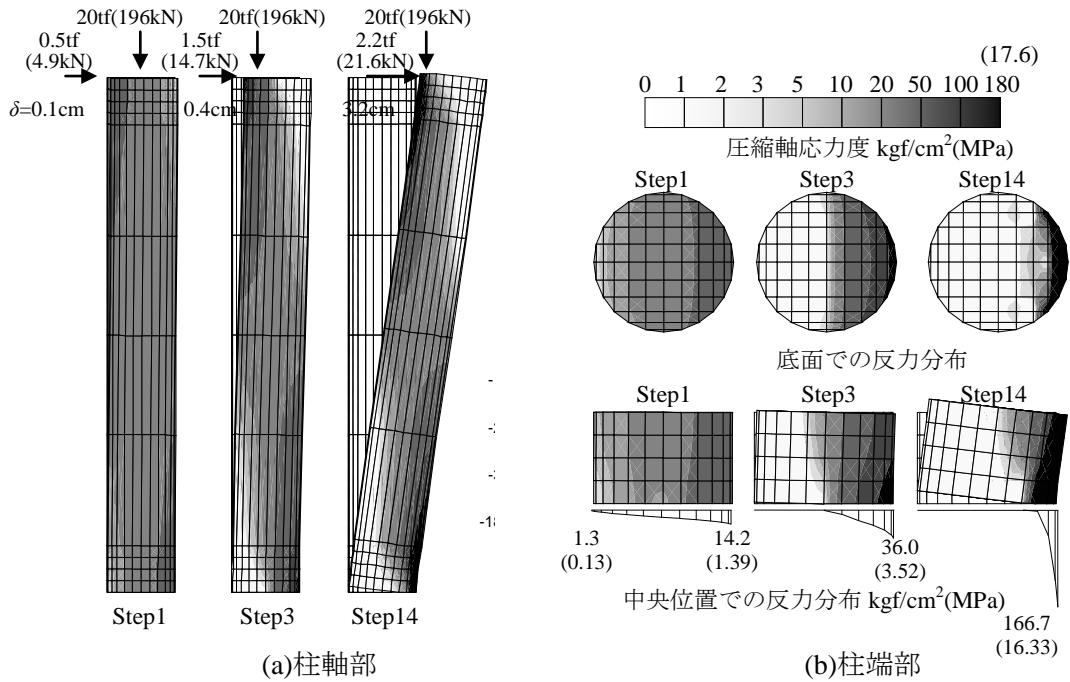 20tf(196kN) 20tf(196kN) 20tf(196kN)
0.5tf 1.5tf 2.2tf
(4.9kN) (14.7kN) (21.6kN)
δ=0.1cm 0.4cm 3.2cm
Step1 Step3 Step14
(a)柱軸部
(17.6)
0 1 2 3 5 10 20 50 100 180
圧縮軸応力度 kgf/cm²(MPa)
Step1 Step3 Step14
底面での反力分布
Step1 Step3 Step14
1.3 14.2 36.0
(0.13) (1.39) (3.52)
中央位置での反力分布 kgf/cm²(MPa)
166.7
(16.33)
(b)柱端部